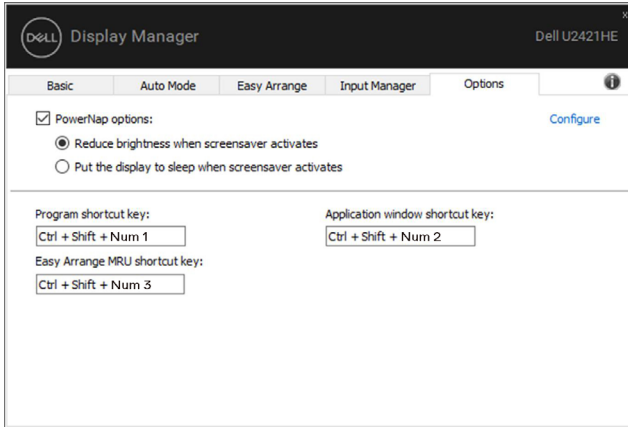 x
DELL Display Manager Dell U2421HE
Basic Auto Mode Easy Arrange Input Manager Options i
PowerNap options: Configure
Reduce brightness when screensaver activates
Put the display to sleep when screensaver activates
Program shortcut key: Application window shortcut key:
Ctrl + Shift + Num 1 Ctrl + Shift + Num 2
Easy Arrange MRU shortcut key:
Ctrl + Shift + Num 3